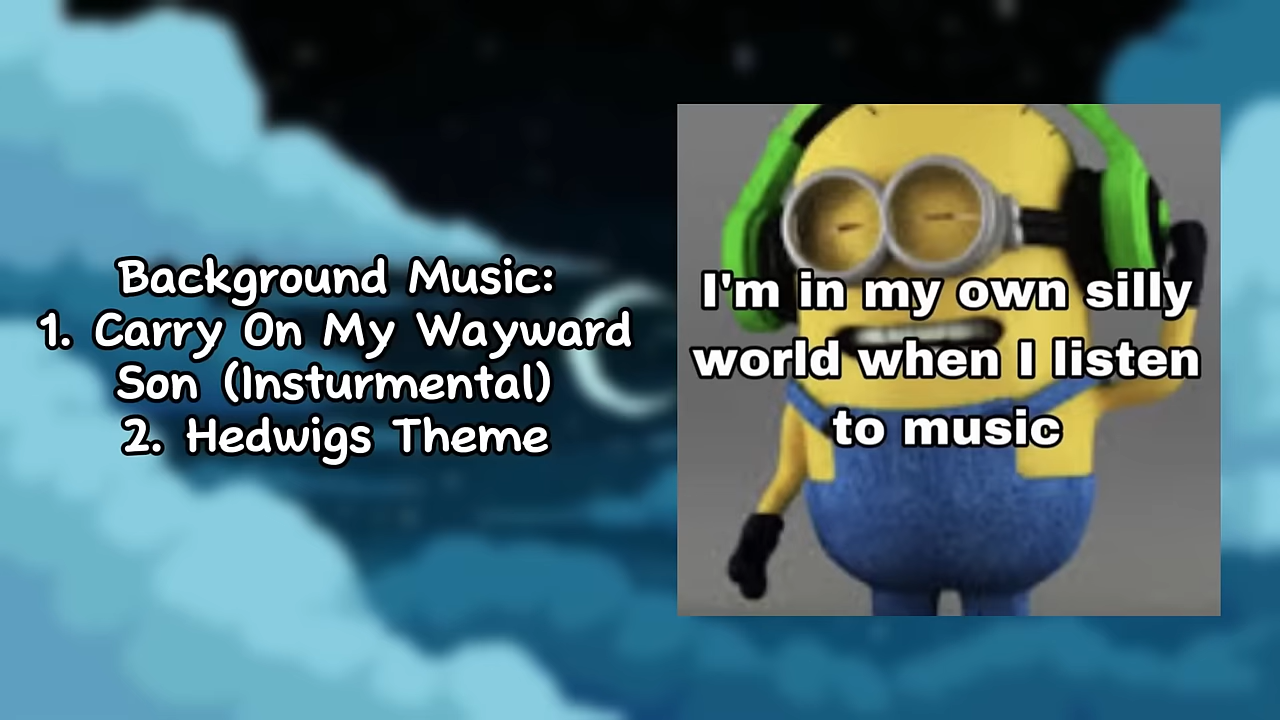 Background Music:
1. Carry On My Wayward
Son (Insturmental)
2. Hedwigs Theme
I'm in my own silly
world when I listen
to music